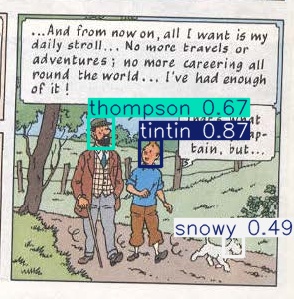 ...And from now on, all I want is my
daily stroll... No more travels or
adventures; no more careering all
round the world... I've had enough
of it!
thompson 0.67
tintin 0.87
tain, but...
snowy 0.49